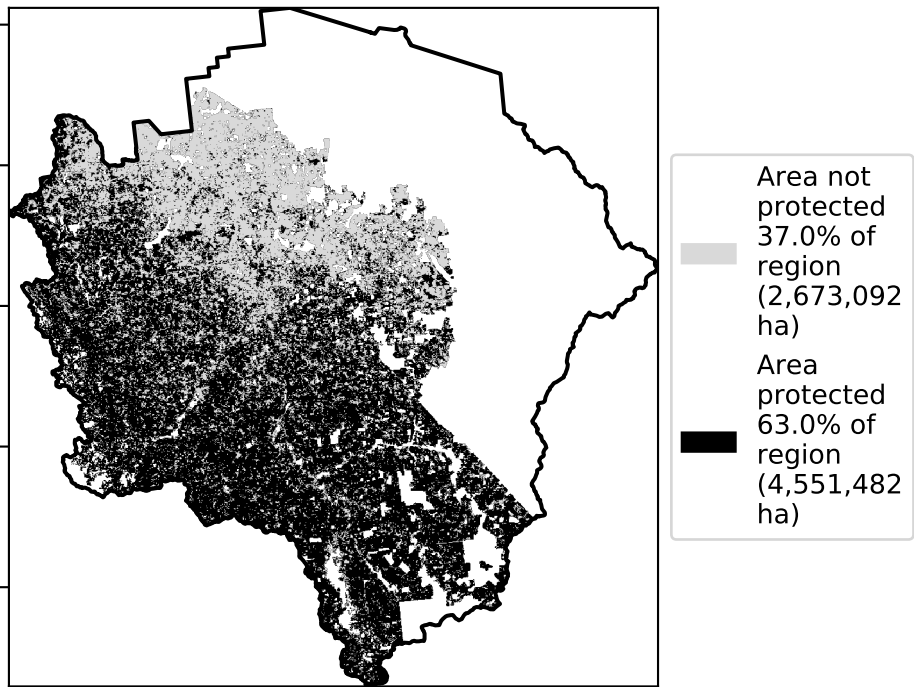 Area not
protected
37.0% of
region
(2,673,092
ha)
Area
protected
63.0% of
region
(4,551,482
ha)